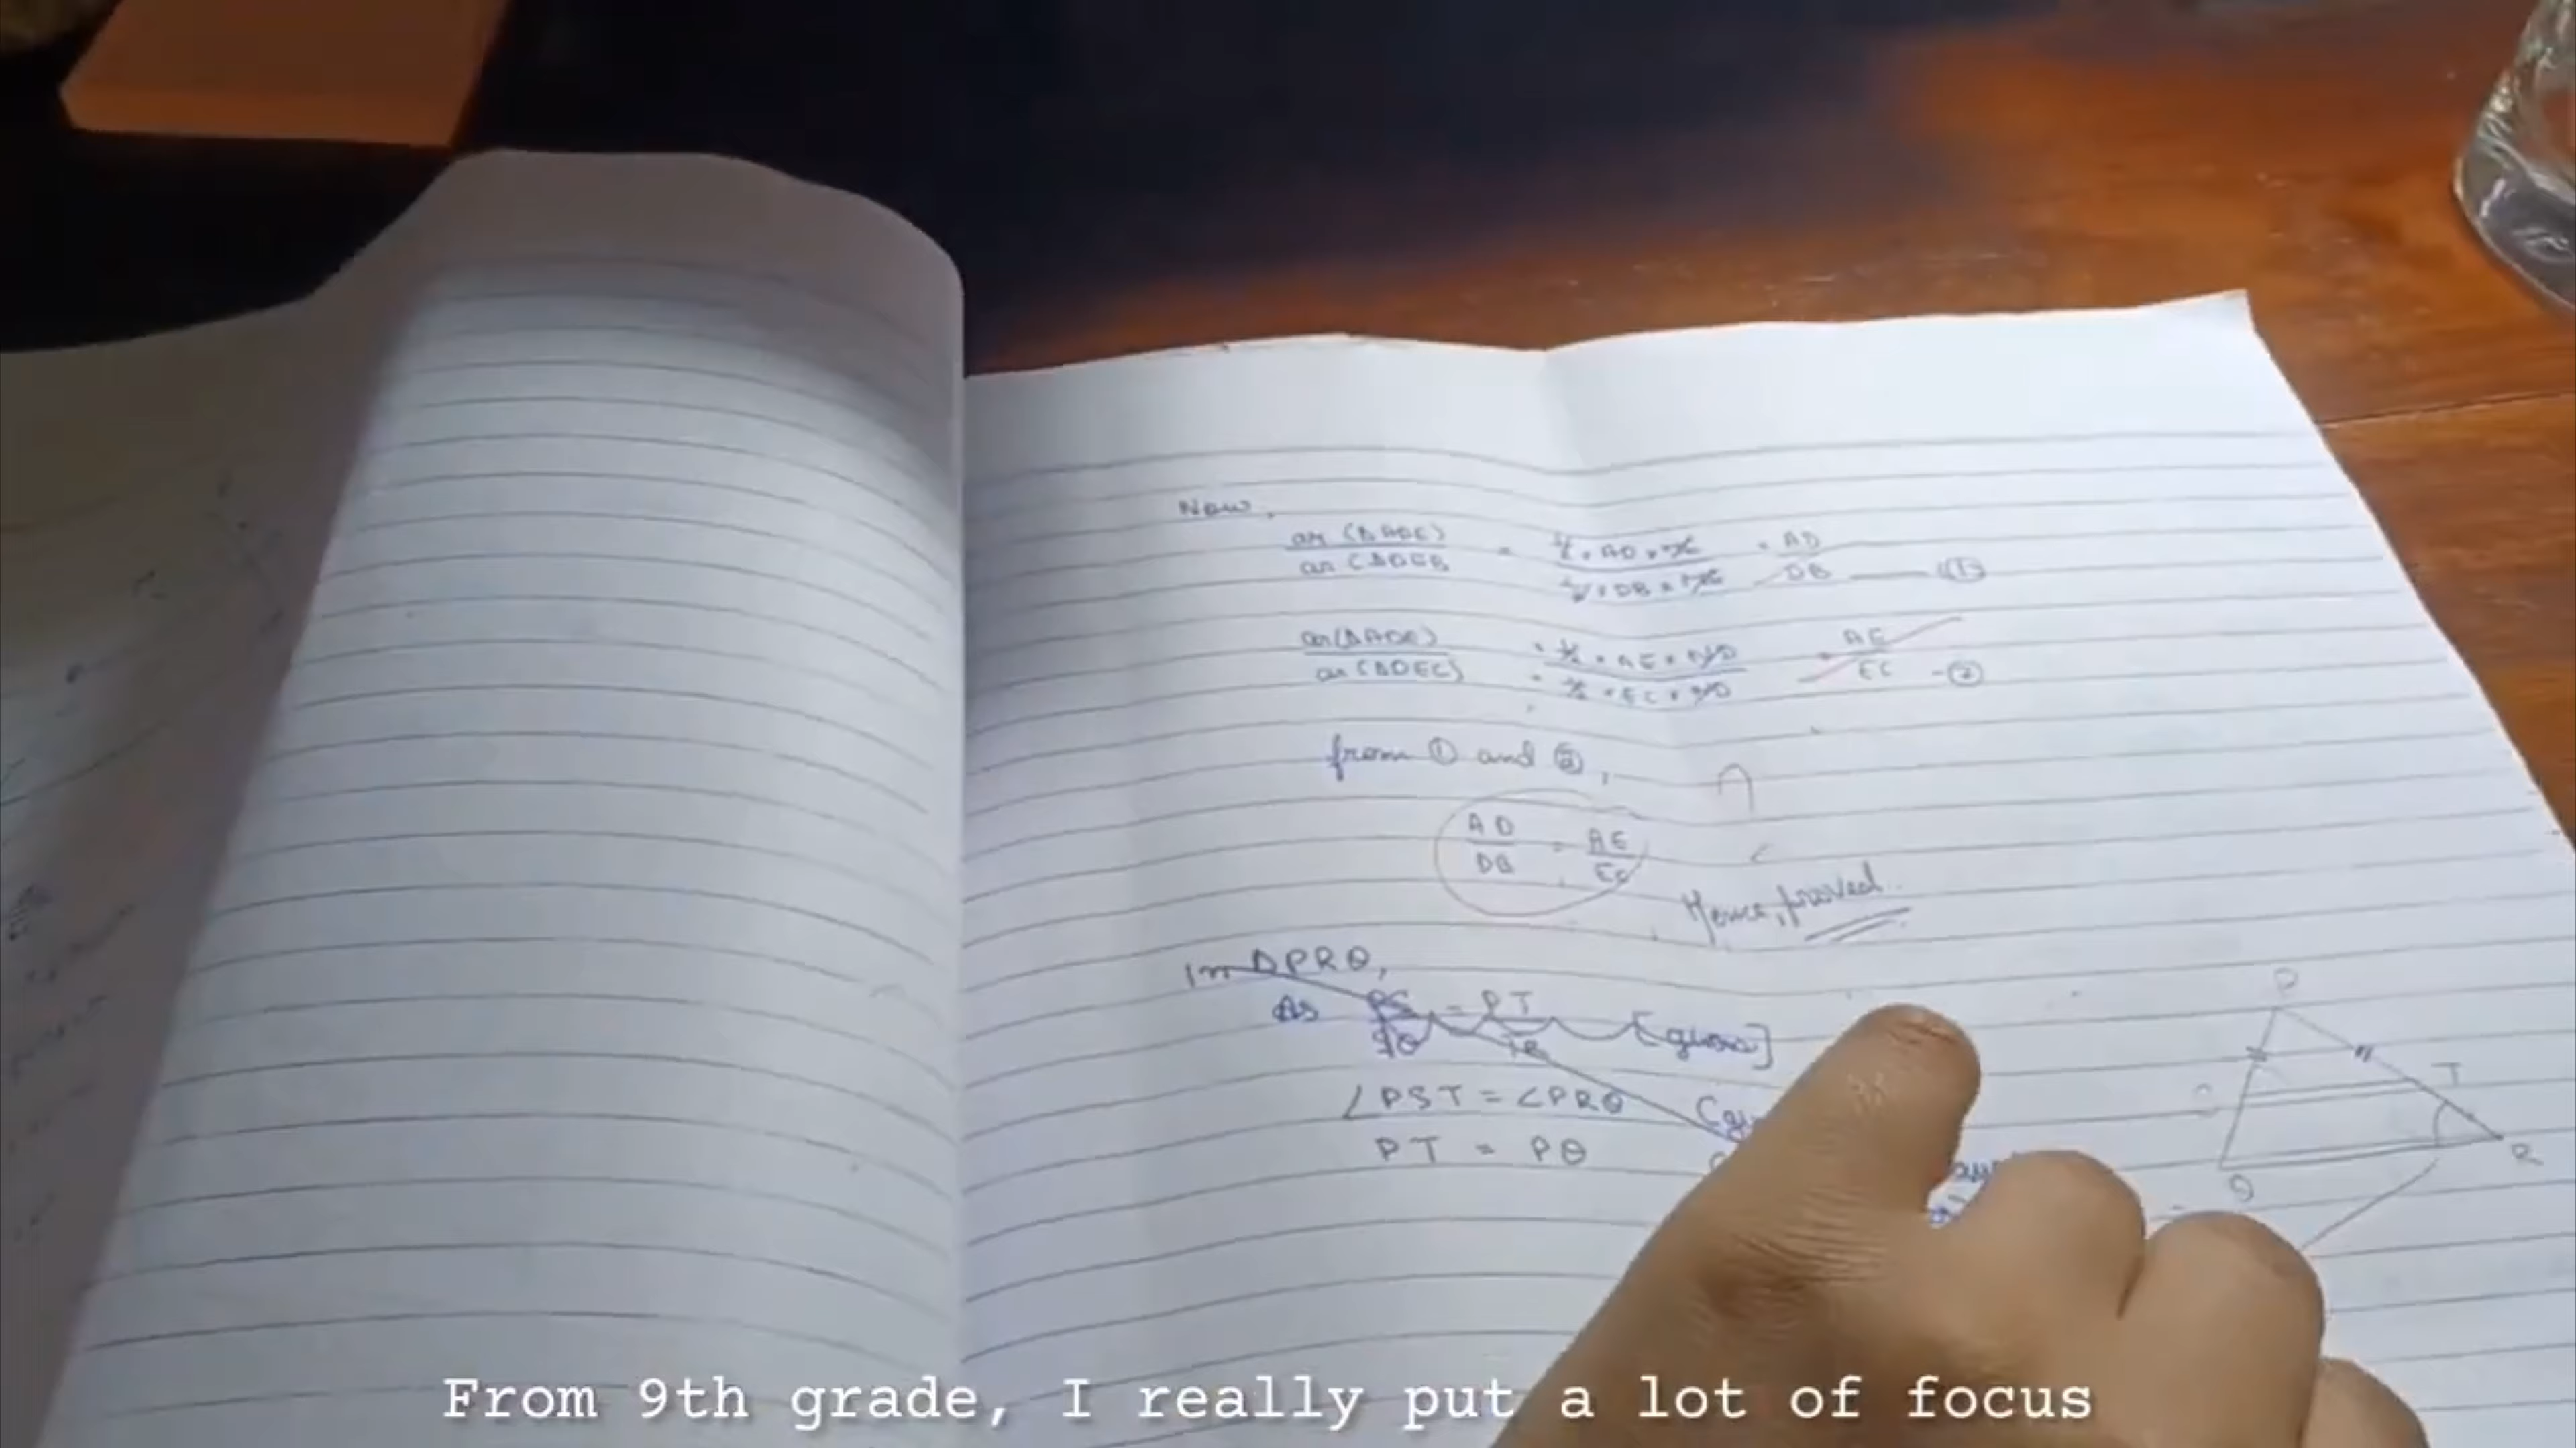 Now,
ar (ΔADE) / ar (ΔDEB = 1/2 × AD × / 1/2 × DB × = AD / DB — (1)
ar (ΔADE) / ar (ΔDEC) = 1/2 × AE × / = 1/2 × EC × = AE / EC - (2)
from ① and ②,
AD / DB = AE / EC
Hence, proved.
In ΔPRQ,
As PS / SQ = PT / TR [given]
∠PST = ∠PRQ
PT = PQ
P
T
S
R
Q
From 9th grade, I really put a lot of focus